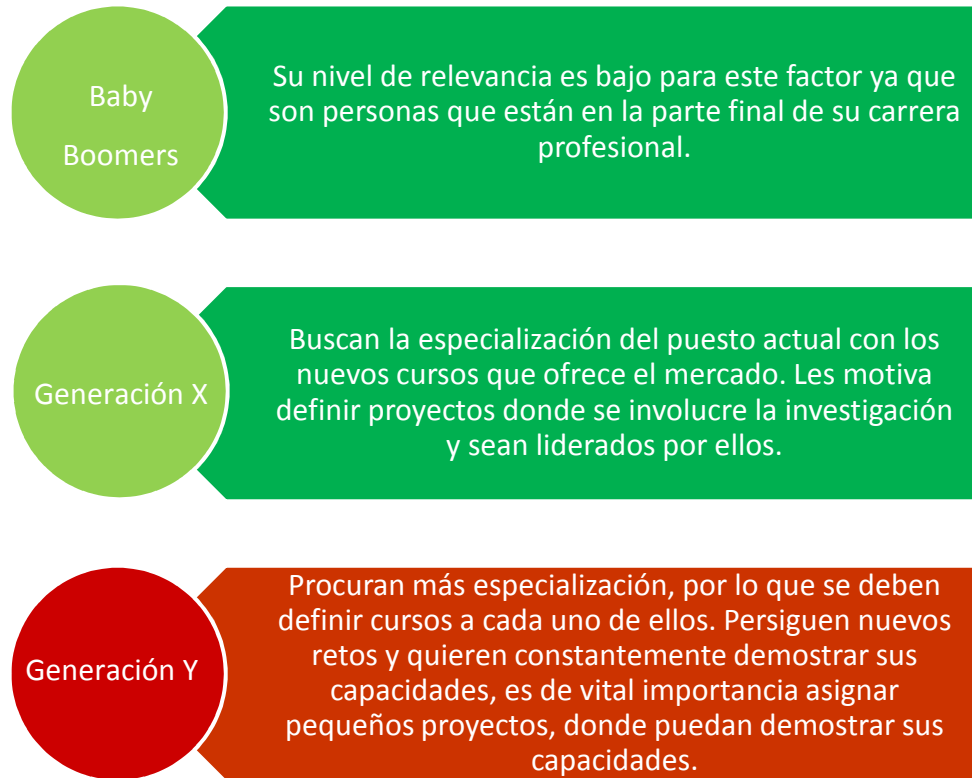 Baby
Boomers
Su nivel de relevancia es bajo para este factor ya que
son personas que están en la parte final de su carrera
profesional.
Generación X
Buscan la especialización del puesto actual con los
nuevos cursos que ofrece el mercado. Les motiva
definir proyectos donde se involucre la investigación
y sean liderados por ellos.
Generación Y
Procuran más especialización, por lo que se deben
definir cursos a cada uno de ellos. Persiguen nuevos
retos y quieren constantemente demostrar sus
capacidades, es de vital importancia asignar
pequeños proyectos, donde puedan demostrar sus
capacidades.